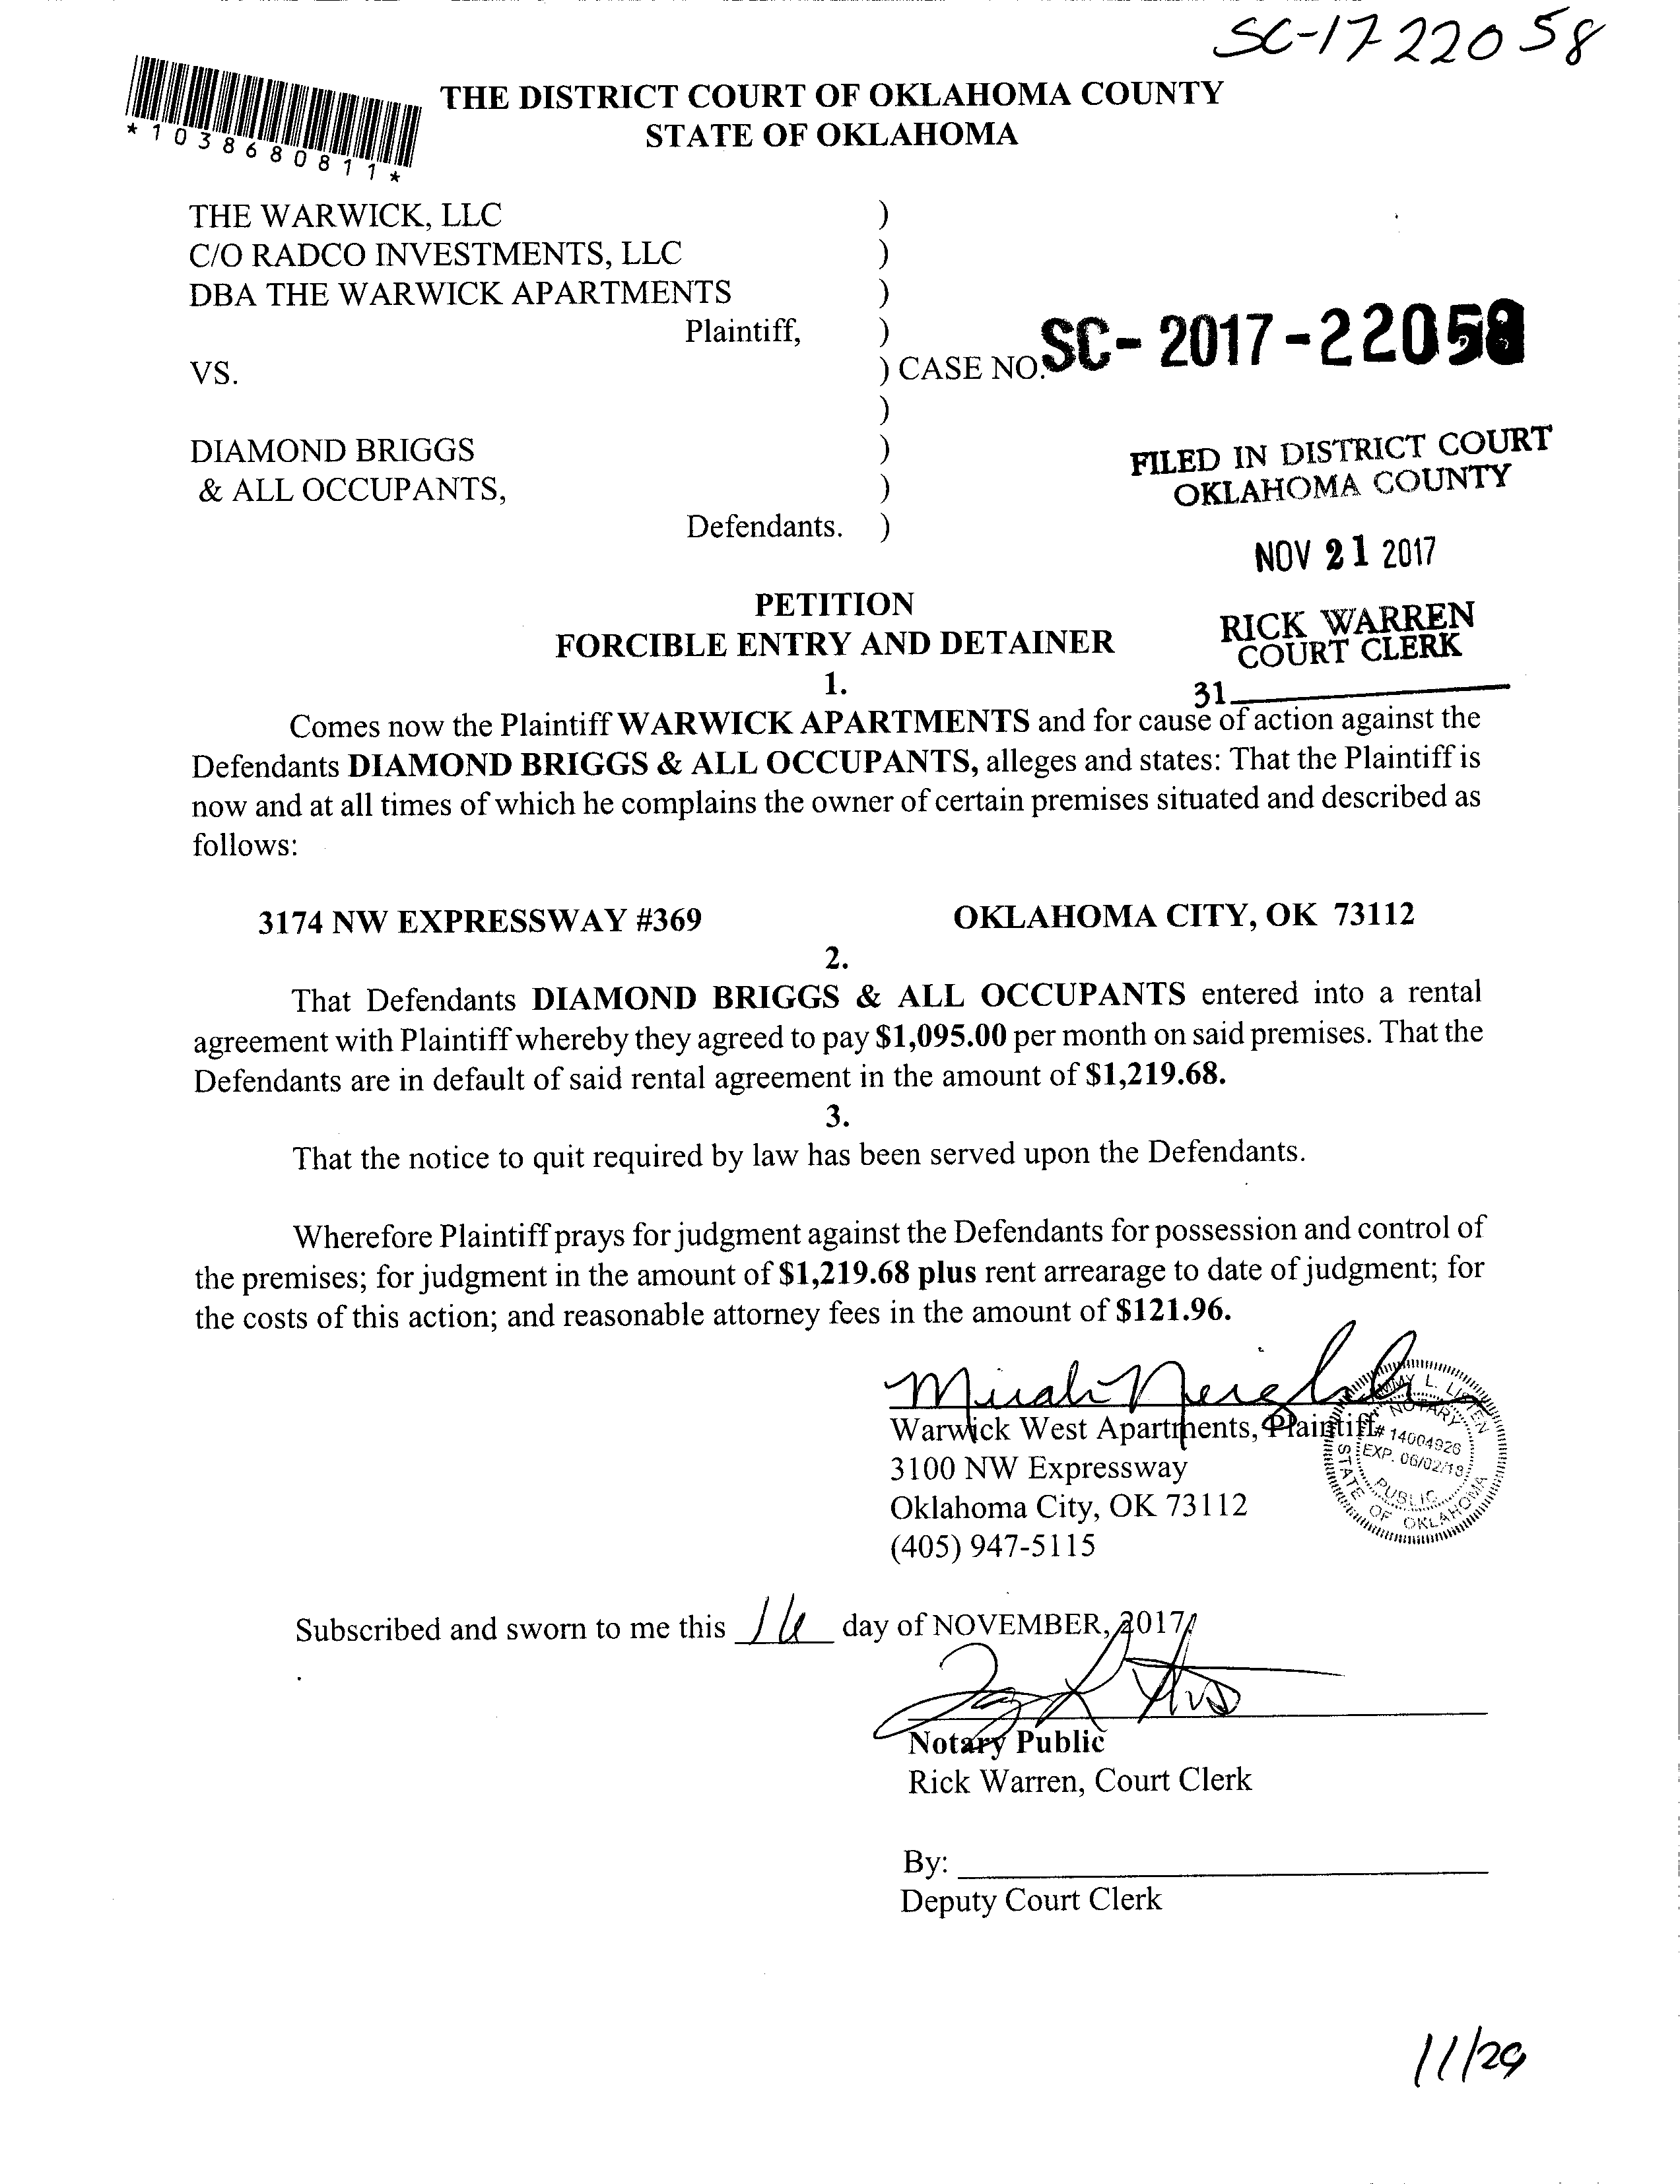 SC-17 22058
*1038680811*
THE DISTRICT COURT OF OKLAHOMA COUNTY
STATE OF OKLAHOMA
THE WARWICK, LLC )
C/O RADCO INVESTMENTS, LLC )
DBA THE WARWICK APARTMENTS )
Plaintiff, )
VS. ) CASE NO. SC- 2017-22058
)
DIAMOND BRIGGS )
& ALL OCCUPANTS, )
Defendants. )
FILED IN DISTRICT COURT
OKLAHOMA COUNTY
NOV 21 2017
RICK WARREN
COURT CLERK
31
PETITION
FORCIBLE ENTRY AND DETAINER
1.
Comes now the Plaintiff WARWICK APARTMENTS and for cause of action against the
Defendants DIAMOND BRIGGS & ALL OCCUPANTS, alleges and states: That the Plaintiff is
now and at all times of which he complains the owner of certain premises situated and described as
follows:
3174 NW EXPRESSWAY #369 OKLAHOMA CITY, OK 73112
2.
That Defendants DIAMOND BRIGGS & ALL OCCUPANTS entered into a rental
agreement with Plaintiff whereby they agreed to pay $1,095.00 per month on said premises. That the
Defendants are in default of said rental agreement in the amount of $1,219.68.
3.
That the notice to quit required by law has been served upon the Defendants.
Wherefore Plaintiff prays for judgment against the Defendants for possession and control of
the premises; for judgment in the amount of $1,219.68 plus rent arrearage to date of judgment; for
the costs of this action; and reasonable attorney fees in the amount of $121.96.
Warwick West Apartments, Plaintiff
3100 NW Expressway
Oklahoma City, OK 73112
(405) 947-5115
NOTARY
# 14004926
EXP. 06/02/18
PUBLIC
STATE OF OKLAHOMA
Subscribed and sworn to me this 16 day of NOVEMBER, 2017
Notary Public
Rick Warren, Court Clerk
By:
Deputy Court Clerk
11/29